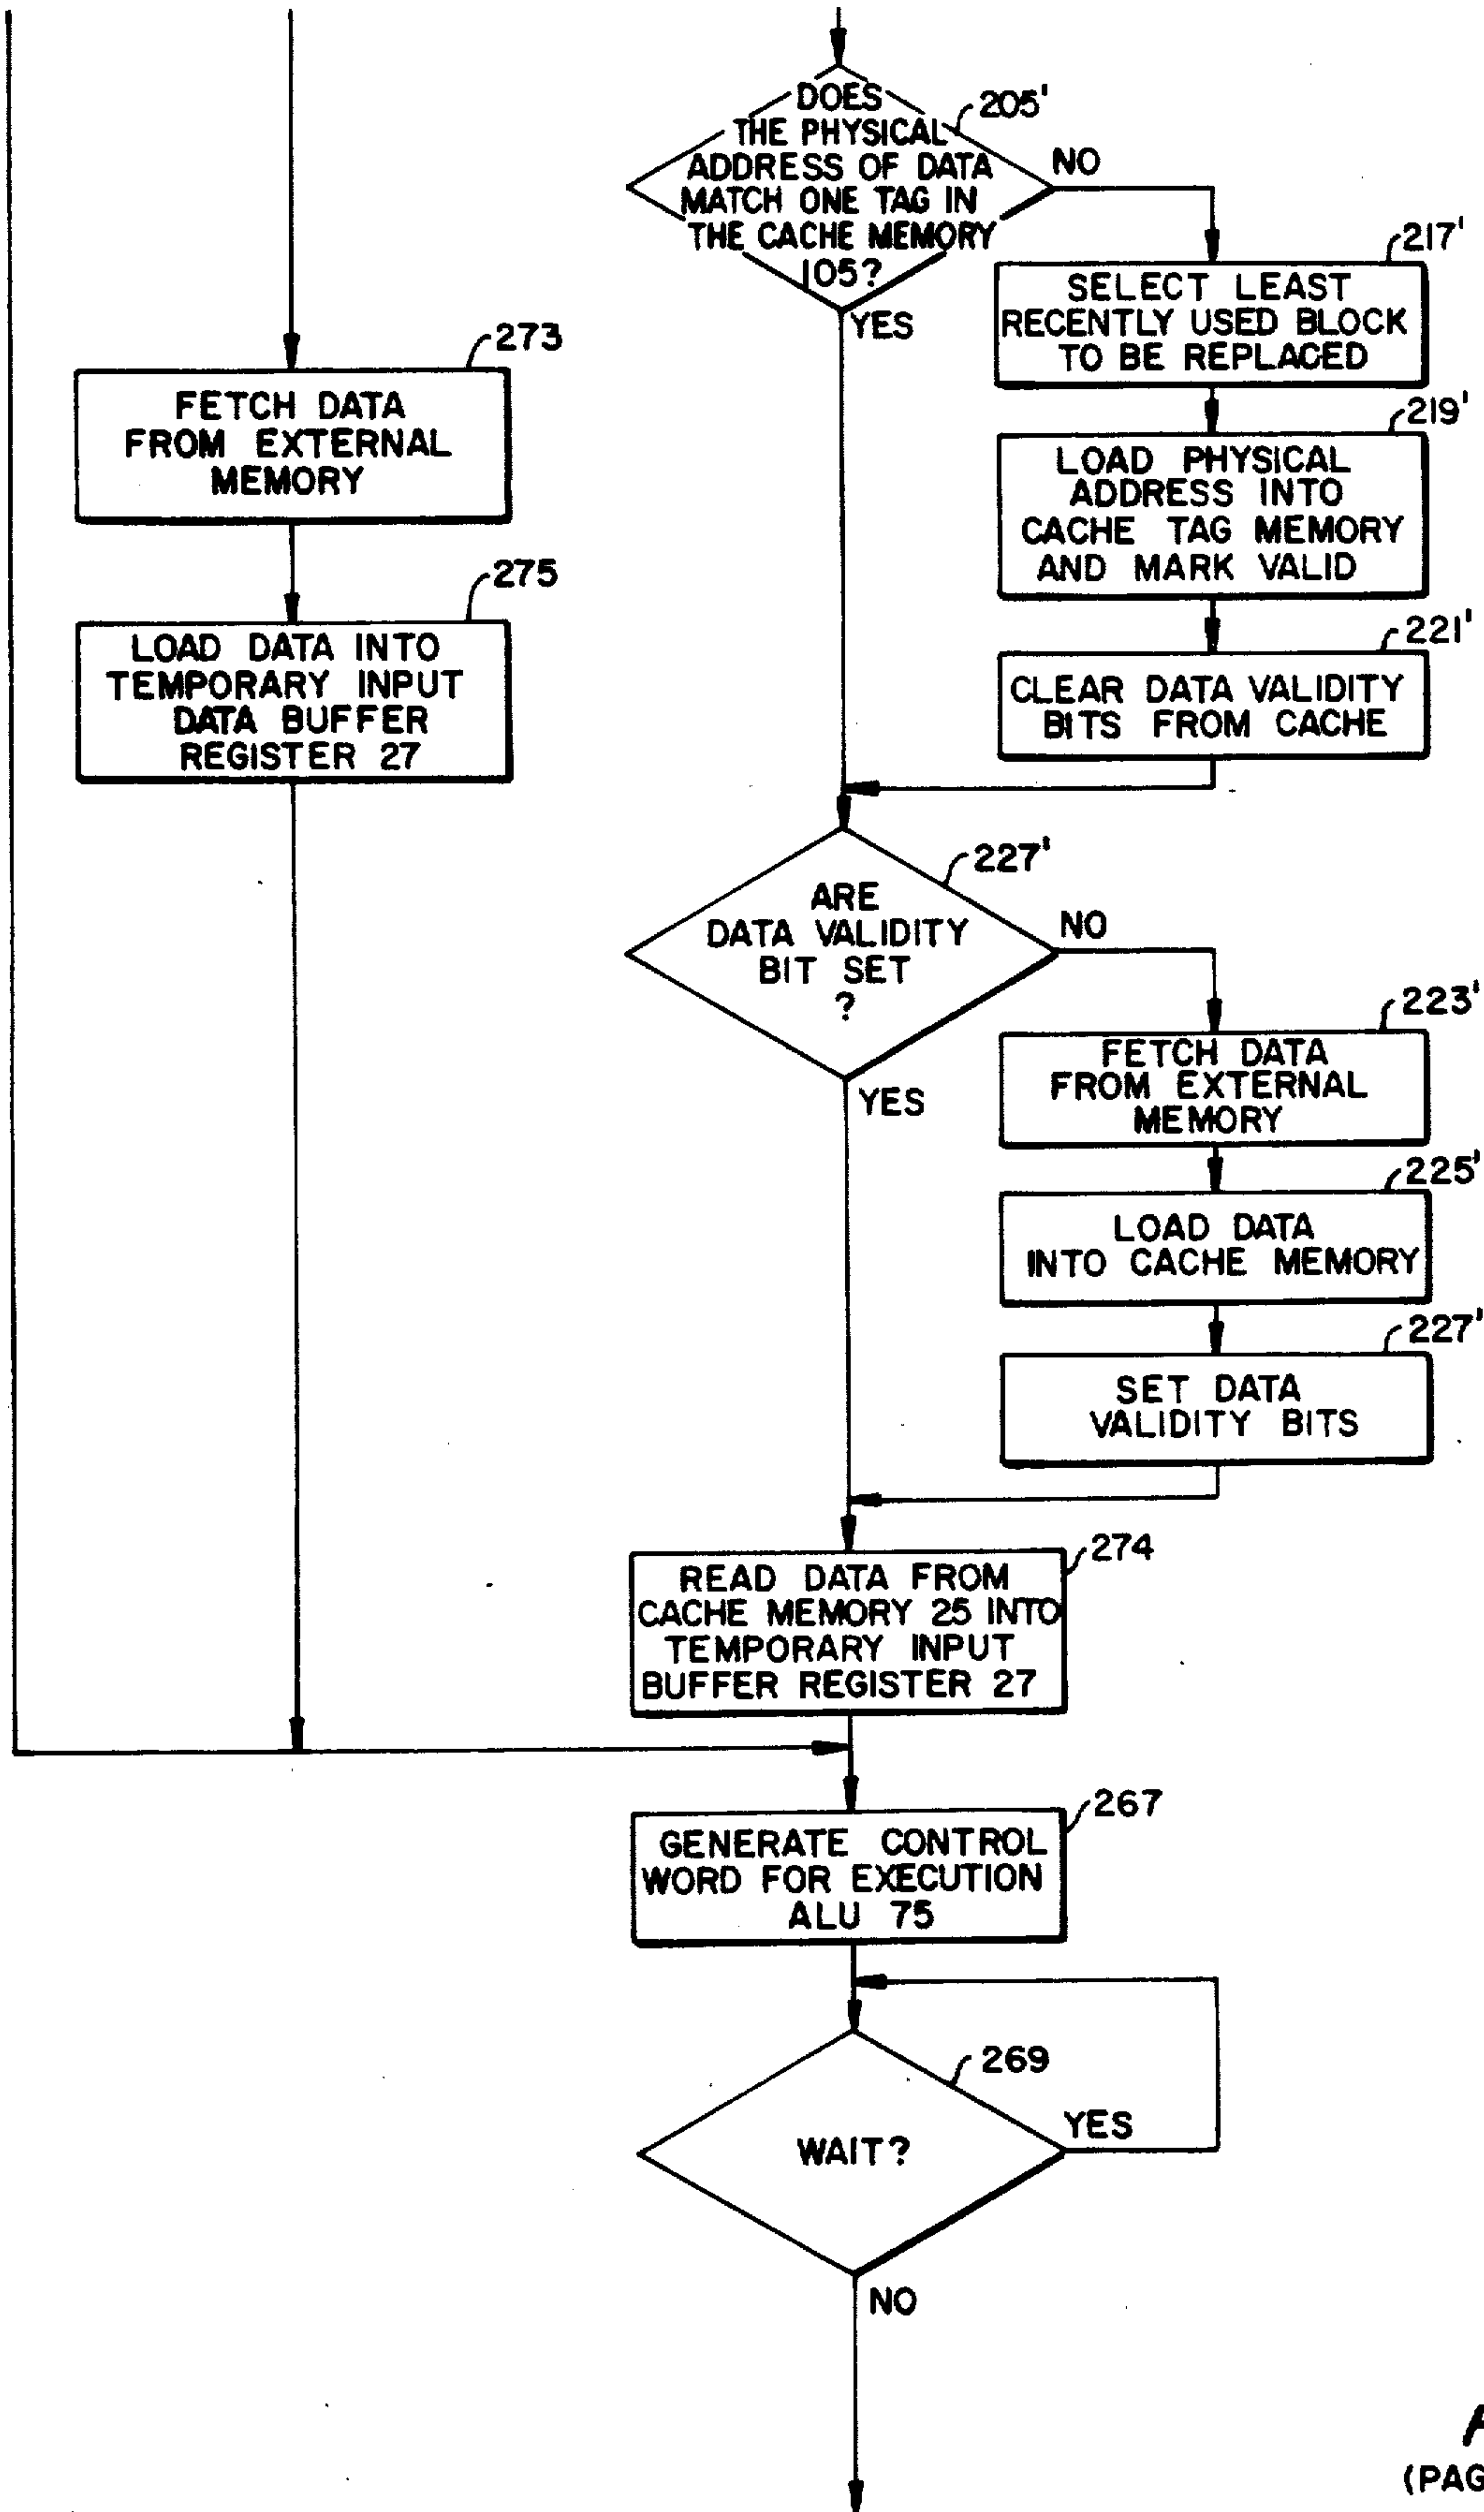 DOES
THE PHYSICAL
ADDRESS OF DATA
MATCH ONE TAG IN
THE CACHE MEMORY
105?
205'
NO
YES
217'
SELECT LEAST
RECENTLY USED BLOCK
TO BE REPLACED
273
FETCH DATA
FROM EXTERNAL
MEMORY
219'
LOAD PHYSICAL
ADDRESS INTO
CACHE TAG MEMORY
AND MARK VALID
275
LOAD DATA INTO
TEMPORARY INPUT
DATA BUFFER
REGISTER 27
221'
CLEAR DATA VALIDITY
BITS FROM CACHE
227'
ARE
DATA VALIDITY
BIT SET
?
NO
YES
223'
FETCH DATA
FROM EXTERNAL
MEMORY
225'
LOAD DATA
INTO CACHE MEMORY
227'
SET DATA
VALIDITY BITS
274
READ DATA FROM
CACHE MEMORY 25 INTO
TEMPORARY INPUT
BUFFER REGISTER 27
267
GENERATE CONTROL
WORD FOR EXECUTION
ALU 75
269
WAIT?
YES
NO